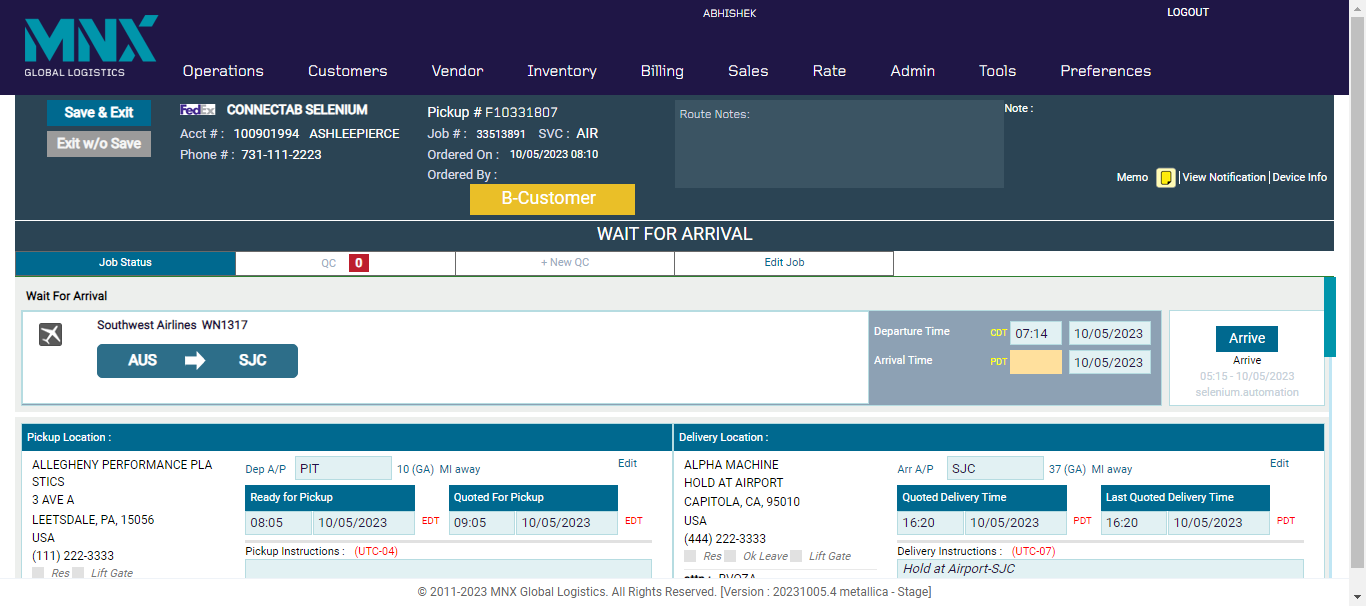 MNX
GLOBAL LOGISTICS
ABHISHEK
LOGOUT
Operations Customers Vendor Inventory Billing Sales Rate Admin Tools Preferences
Save & Exit
Exit w/o Save
FedEx CONNECTAB SELENIUM
Acct # : 100901994 ASHLEEPIERCE
Phone # : 731-111-2223
Pickup # F10331807
Job # : 33513891 SVC : AIR
Ordered On : 10/05/2023 08:10
Ordered By :
B-Customer
Route Notes:
Note :
Memo | View Notification | Device Info
WAIT FOR ARRIVAL
Job Status QC 0 + New QC Edit Job
Wait For Arrival
Southwest Airlines WN1317
AUS SJC
Departure Time CDT 07:14 10/05/2023
Arrival Time PDT 10/05/2023
Arrive
Arrive
05:15 - 10/05/2023
selenium.automation
Pickup Location :
ALLEGHENY PERFORMANCE PLA
STICS
3 AVE A
LEETSDALE, PA, 15056
USA
(111) 222-3333
Res Lift Gate
Dep A/P PIT 10 (GA) MI away Edit
Ready for Pickup Quoted For Pickup
08:05 10/05/2023 EDT 09:05 10/05/2023 EDT
Pickup Instructions : (UTC-04)
Delivery Location :
ALPHA MACHINE
HOLD AT AIRPORT
CAPITOLA, CA, 95010
USA
(444) 222-3333
Res Ok Leave Lift Gate
Arr A/P SJC 37 (GA) MI away Edit
Quoted Delivery Time Last Quoted Delivery Time
16:20 10/05/2023 PDT 16:20 10/05/2023 PDT
Delivery Instructions : (UTC-07)
Hold at Airport-SJC
© 2011-2023 MNX Global Logistics. All Rights Reserved. [Version : 20231005.4 metallica - Stage]